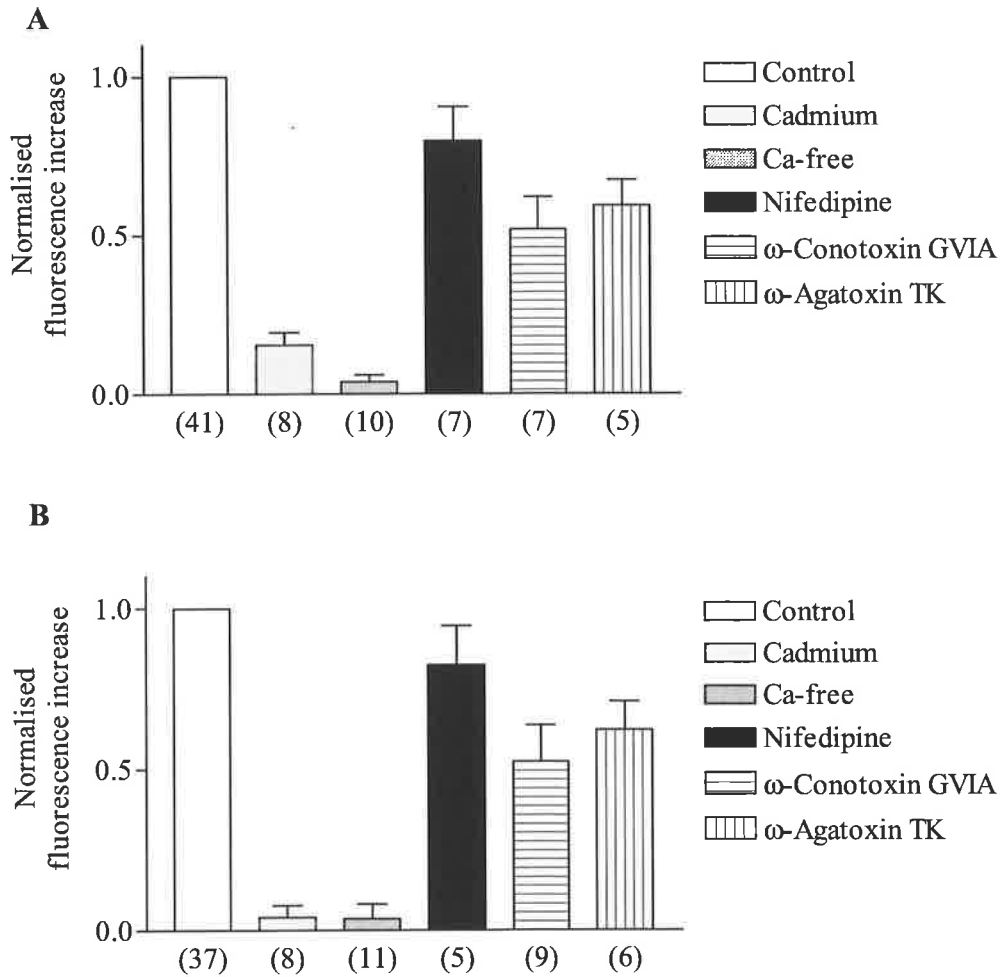 A
Normalised
fluorescence increase
1.0
0.5
0.0
(41) (8) (10) (7) (7) (5)
Control
Cadmium
Ca-free
Nifedipine
ω-Conotoxin GVIA
ω-Agatoxin TK
B
Normalised
fluorescence increase
1.0
0.5
0.0
(37) (8) (11) (5) (9) (6)
Control
Cadmium
Ca-free
Nifedipine
ω-Conotoxin GVIA
ω-Agatoxin TK